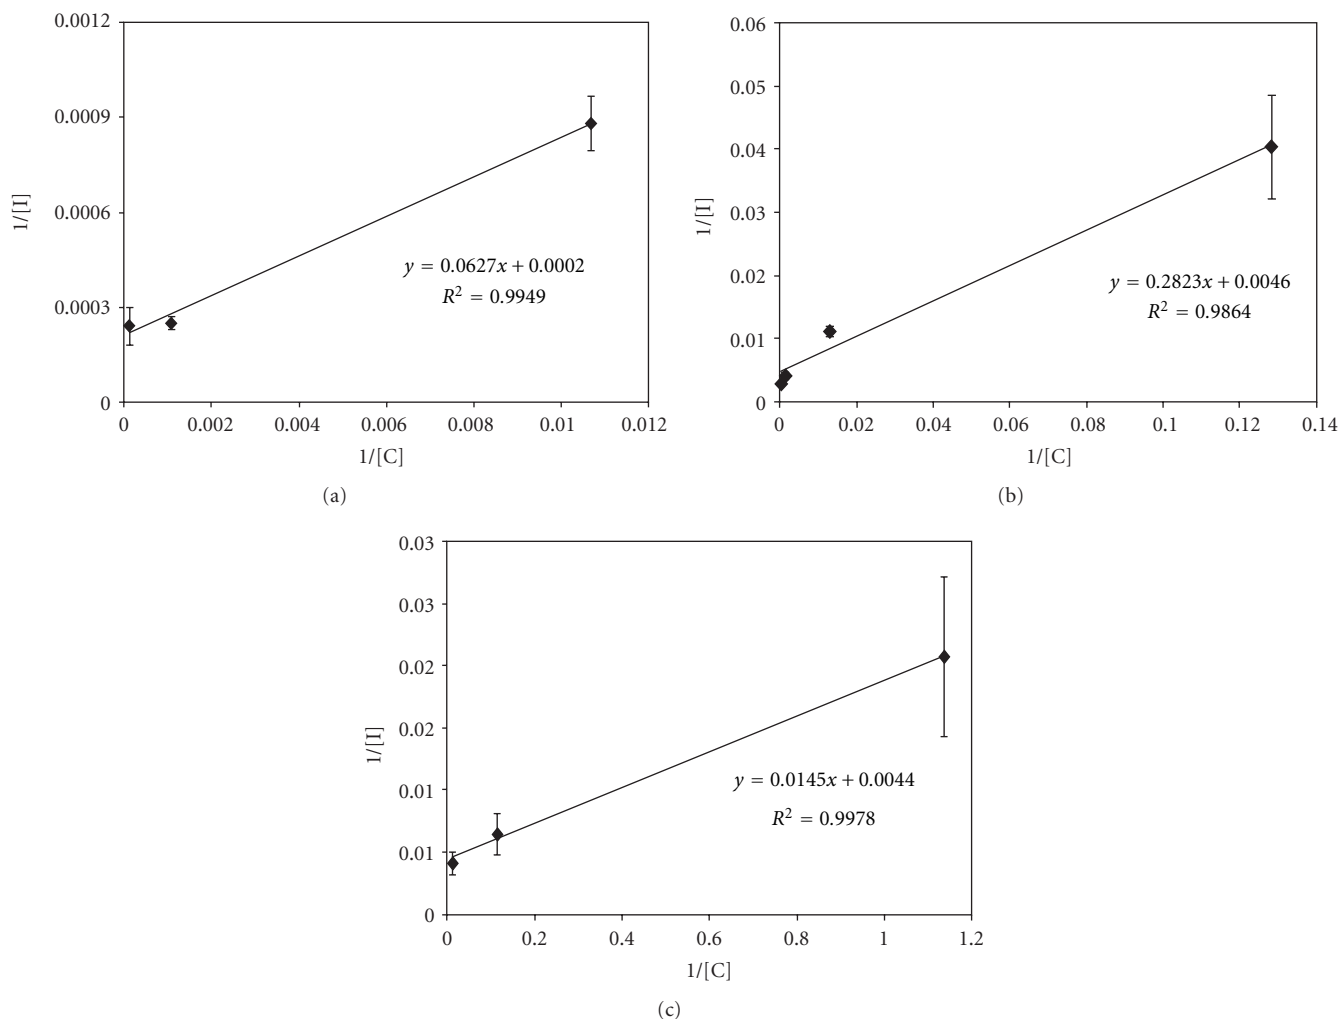 0.0012
0.0009
0.0006
0.0003
0
1/[I]
y = 0.0627x + 0.0002
R² = 0.9949
0 0.002 0.004 0.006 0.008 0.01 0.012
1/[C]
(a)
0.06
0.05
0.04
0.03
0.02
0.01
0
1/[I]
y = 0.2823x + 0.0046
R² = 0.9864
0 0.02 0.04 0.06 0.08 0.1 0.12 0.14
1/[C]
(b)
0.03
0.03
0.02
0.02
0.01
0.01
0
1/[I]
y = 0.0145x + 0.0044
R² = 0.9978
0 0.2 0.4 0.6 0.8 1 1.2
1/[C]
(c)